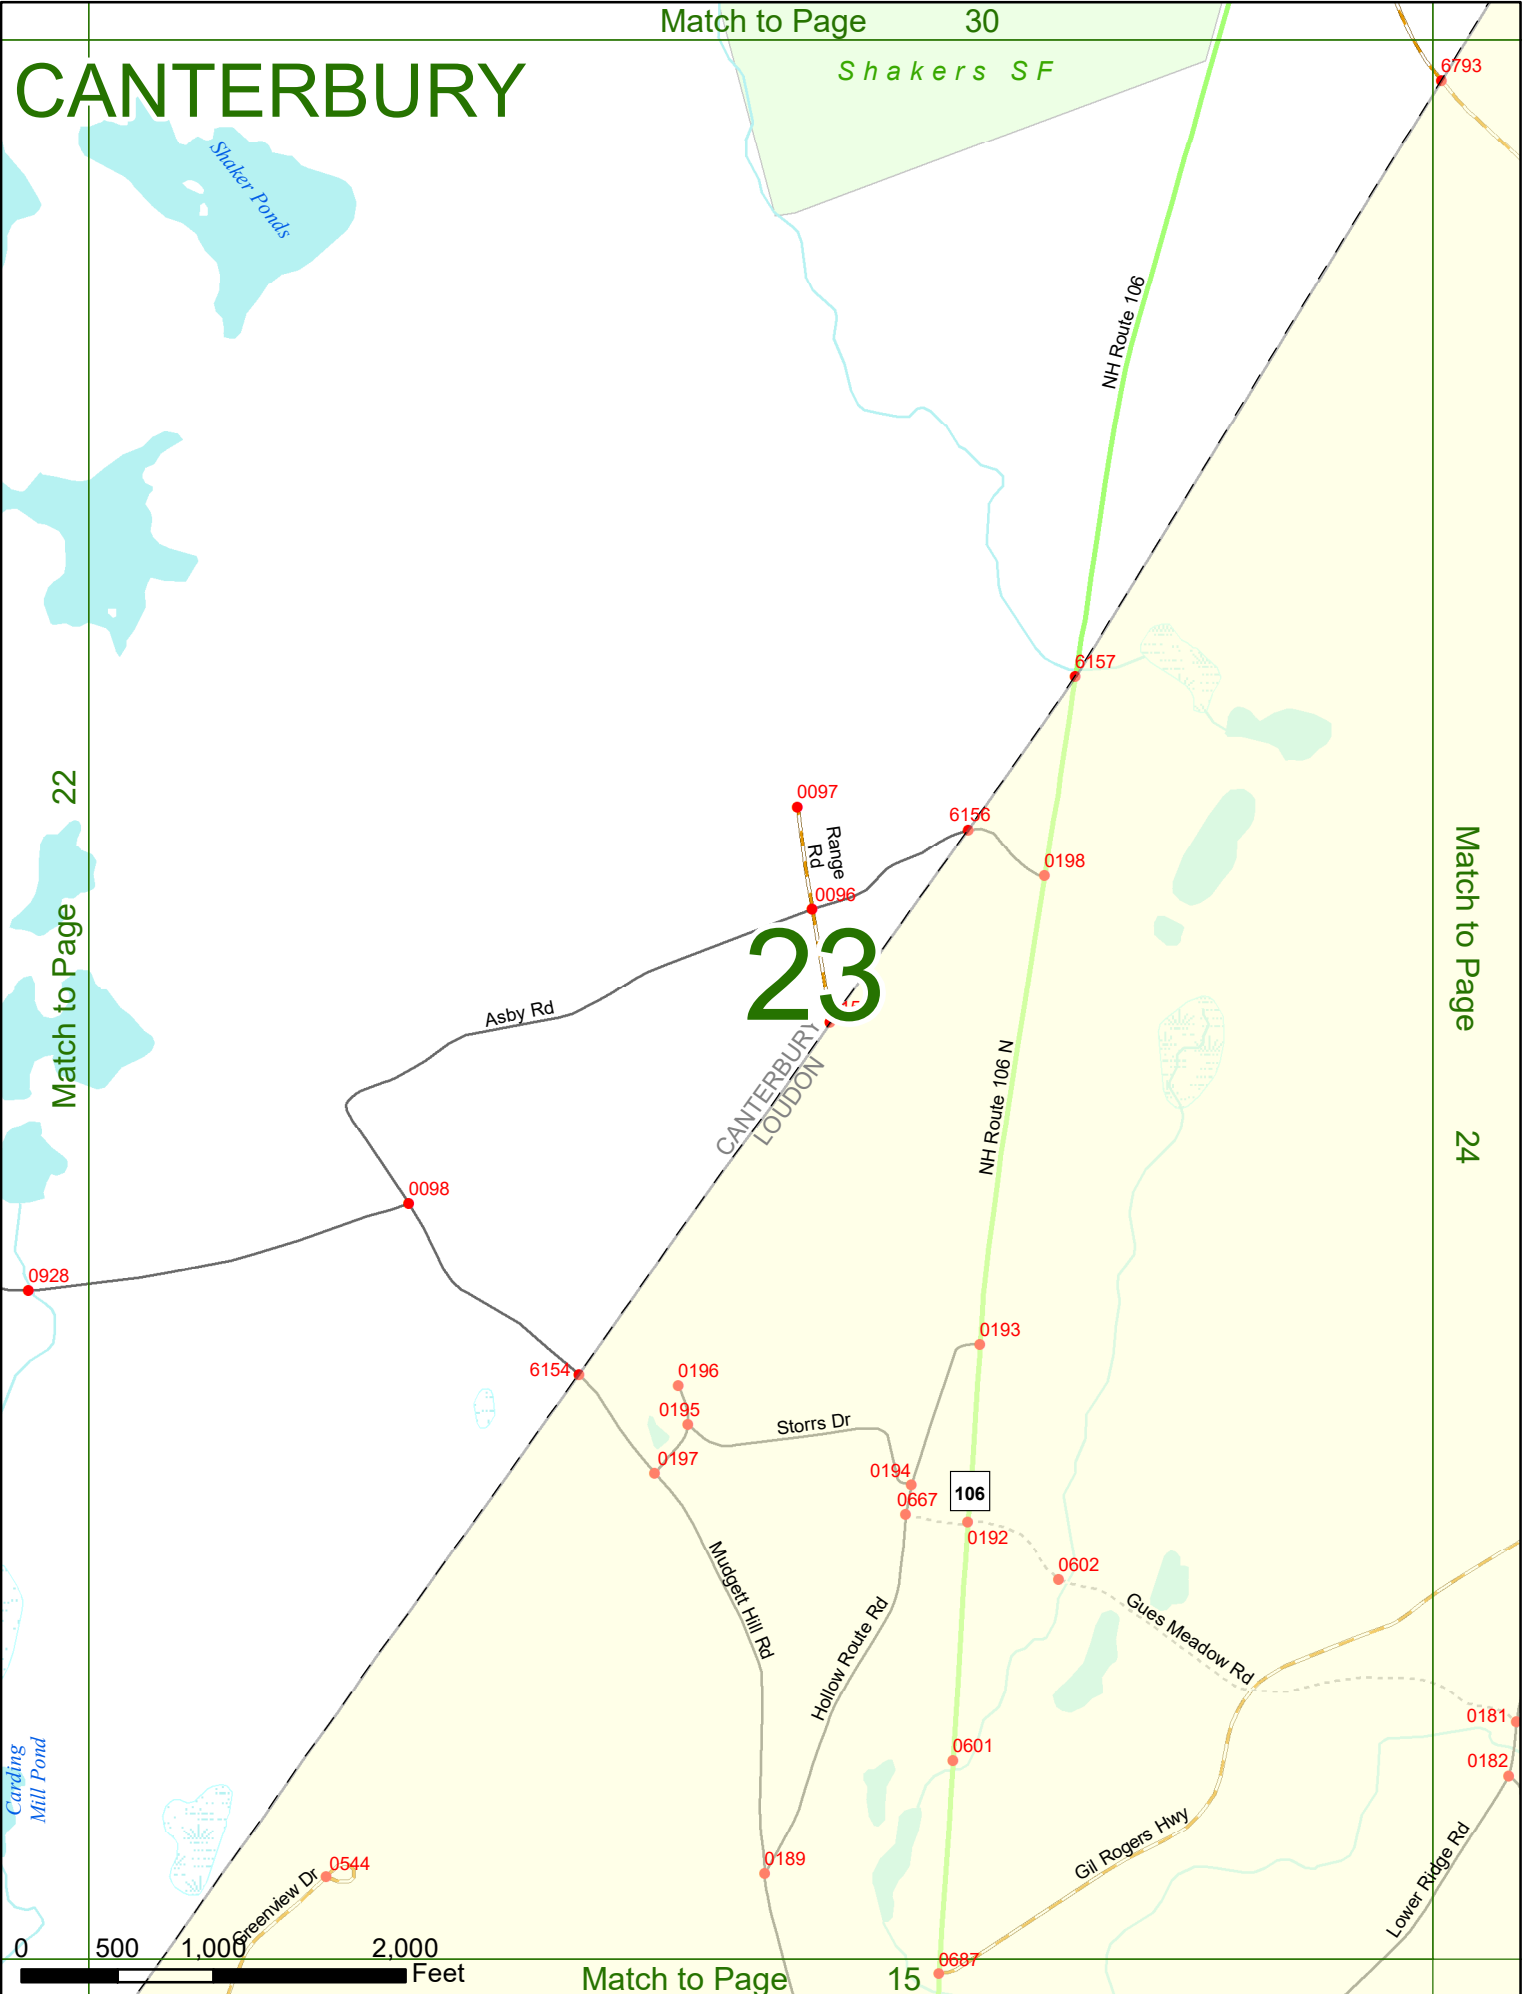 Match to Page 30
CANTERBURY
Shakers SF
6793
Shaker Ponds
NH Route 106
6157
Match to Page 22
0097
6156
Range
Rd
0198
0096
23
Match to Page 24
Asby Rd
CANTERBURY
LOUDON
NH Route 106 N
0098
0928
0193
6154
0196
0195
Storrs Dr
0197
0194
0667
106
0192
0602
Mudgett Hill Rd
Gues Meadow Rd
Hollow Route Rd
0181
0601
0182
Carding
Mill Pond
Gil Rogers Hwy
Lower Ridge Rd
0544
0189
Greenview Dr
0 500 1,000 2,000
Feet
0687
Match to Page 15